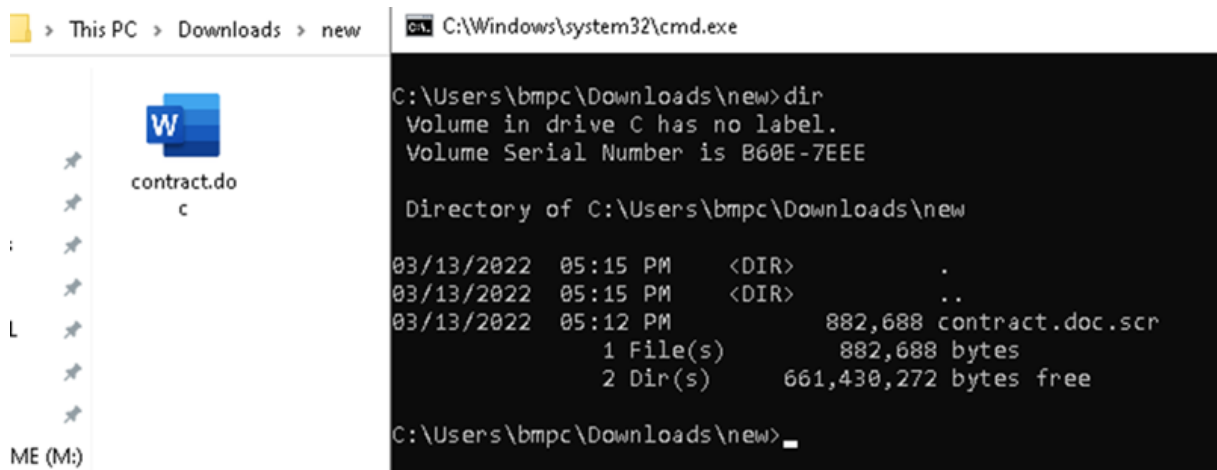 > This PC > Downloads > new
W
contract.do
c
L
ME (M:)
C:\Windows\system32\cmd.exe
C:\Users\bmpc\Downloads\new>dir
Volume in drive C has no label.
Volume Serial Number is B60E-7EEE
Directory of C:\Users\bmpc\Downloads\new
03/13/2022 05:15 PM <DIR> .
03/13/2022 05:15 PM <DIR> ..
03/13/2022 05:12 PM 882,688 contract.doc.scr
1 File(s) 882,688 bytes
2 Dir(s) 661,430,272 bytes free
C:\Users\bmpc\Downloads\new>